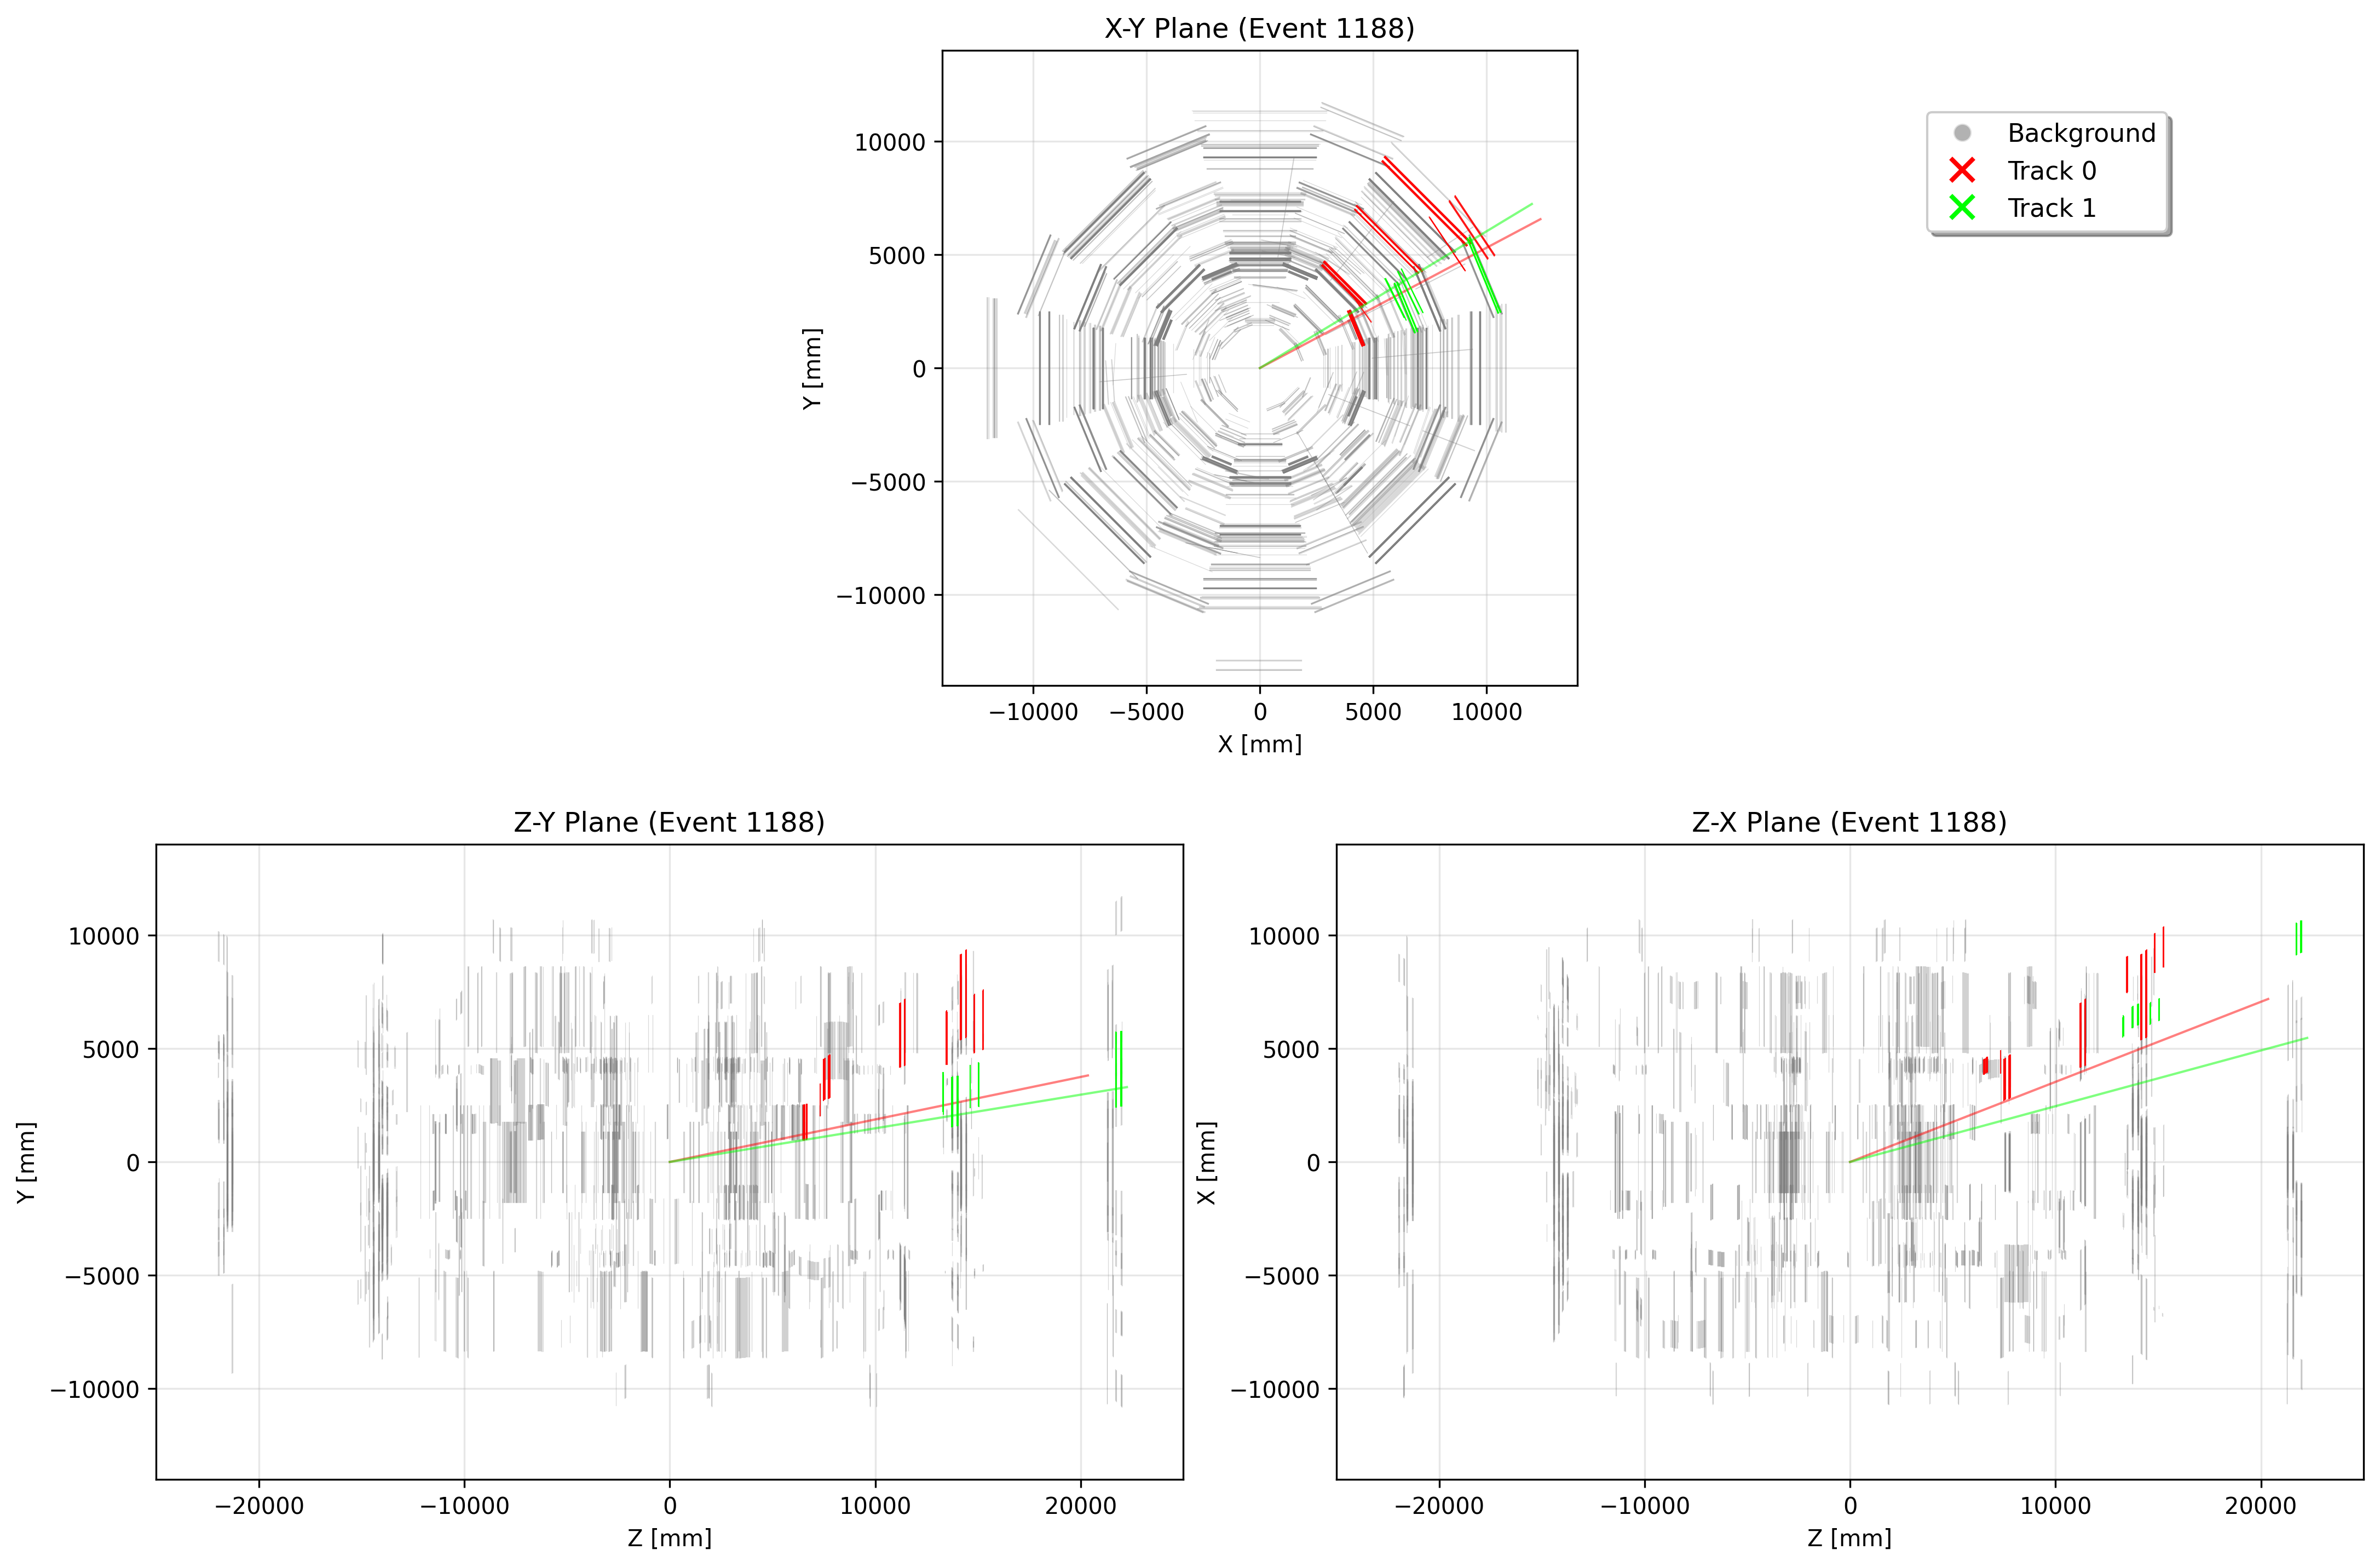 X-Y Plane (Event 1188)
Y [mm]
10000
5000
0
−5000
−10000
−10000 −5000 0 5000 10000
X [mm]
Background
Track 0
Track 1
Z-Y Plane (Event 1188)
Y [mm]
10000
5000
0
−5000
−10000
−20000 −10000 0 10000 20000
Z [mm]
Z-X Plane (Event 1188)
X [mm]
10000
5000
0
−5000
−10000
−20000 −10000 0 10000 20000
Z [mm]